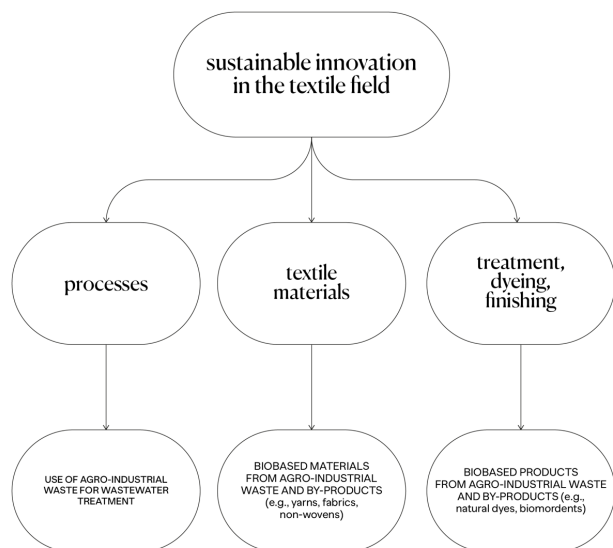 sustainable innovation
in the textile field
processes
textile
materials
treatment,
dyeing,
finishing
USE OF AGRO-INDUSTRIAL
WASTE FOR WASTEWATER
TREATMENT
BIOBASED MATERIALS
FROM AGRO-INDUSTRIAL
WASTE AND BY-PRODUCTS
(e.g., yarns, fabrics,
non-wovens)
BIOBASED PRODUCTS
FROM AGRO-INDUSTRIAL WASTE
AND BY-PRODUCTS (e.g.,
natural dyes, biomordents)